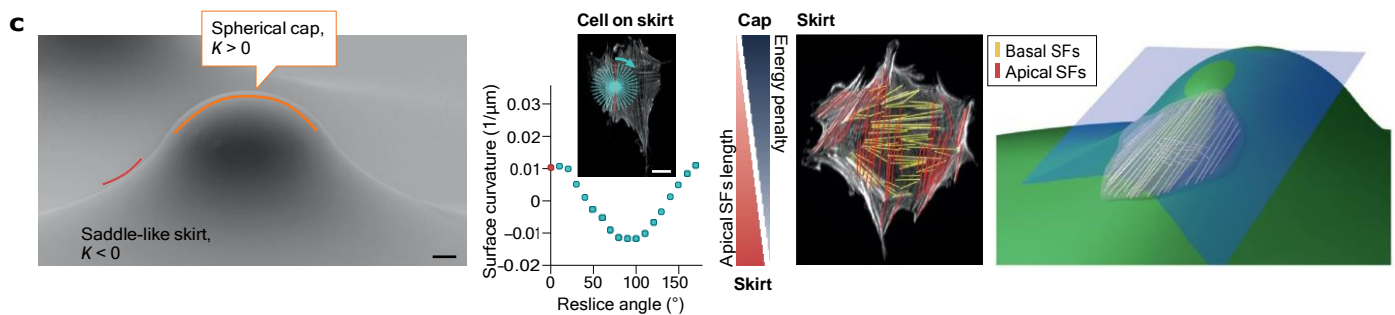 c
Spherical cap,
K > 0
Saddle-like skirt,
K < 0
Cell on skirt
Surface curvature (1/µm)
0.03
0.02
0.01
0
–0.01
–0.02
0
50
100
150
Reslice angle (°)
Cap
Energy penalty
Apical SFs length
Skirt
Skirt
Basal SFs
Apical SFs